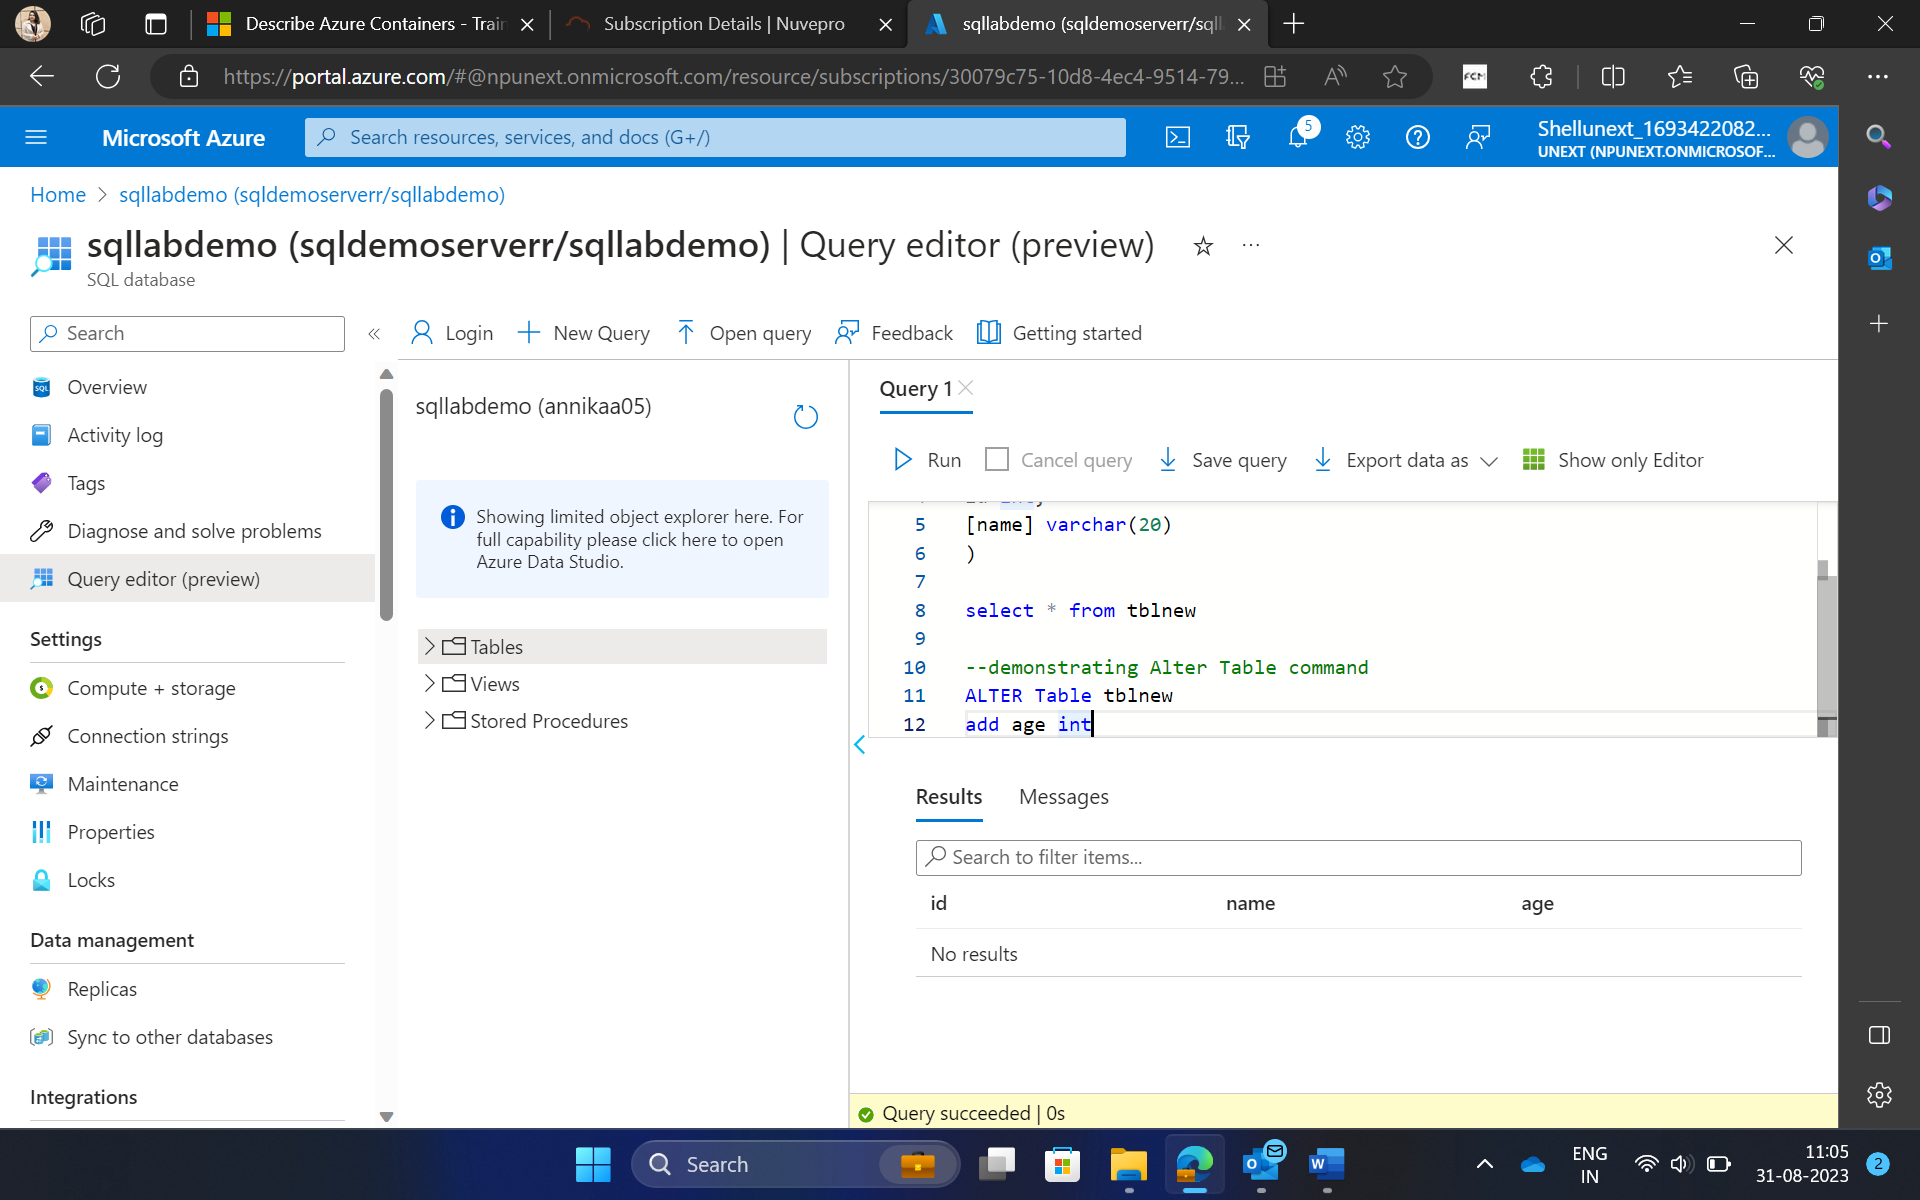 Describe Azure Containers - Train
Subscription Details | Nuvepro
sqllabdemo (sqldemoserverr/sqlla
https://portal.azure.com/#@npunext.onmicrosoft.com/resource/subscriptions/30079c75-10d8-4ec4-9514-79...
FCM
Microsoft Azure
Search resources, services, and docs (G+/)
5
Shellunext_1693422082...
UNEXT (NPUNEXT.ONMICROSOF...
Home > sqllabdemo (sqldemoserverr/sqllabdemo)
sqllabdemo (sqldemoserverr/sqllabdemo) | Query editor (preview)
SQL database
Search
Login
New Query
Open query
Feedback
Getting started
Overview
Activity log
Tags
Diagnose and solve problems
Query editor (preview)
Settings
Compute + storage
Connection strings
Maintenance
Properties
Locks
Data management
Replicas
Sync to other databases
Integrations
sqllabdemo (annikaa05)
Showing limited object explorer here. For
full capability please click here to open
Azure Data Studio.
Tables
Views
Stored Procedures
Query 1
Run
Cancel query
Save query
Export data as
Show only Editor
5 [name] varchar(20)
6 )
7
8 select * from tblnew
9
10 --demonstrating Alter Table command
11 ALTER Table tblnew
12 add age int
Results
Messages
Search to filter items...
id name age
No results
Query succeeded | 0s
Search
ENG
IN
11:05
31-08-2023
2